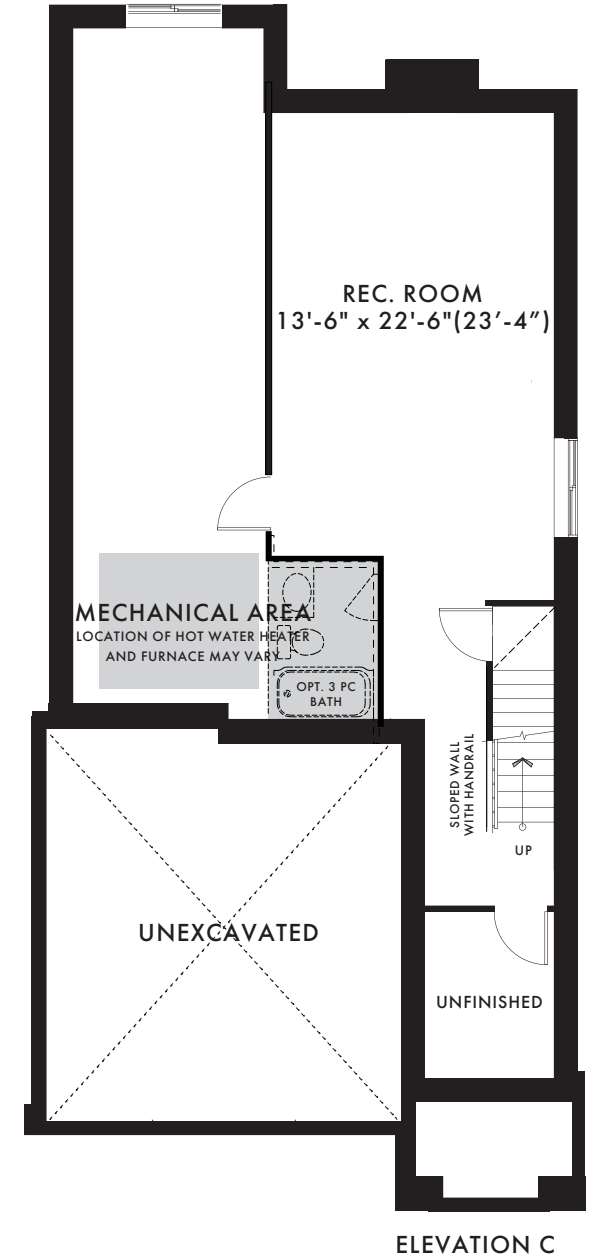 REC. ROOM
13'-6" x 22'-6"(23’-4”)
MECHANICAL AREA
LOCATION OF HOT WATER HEATER
AND FURNACE MAY VARY
OPT. 3 PC
BATH
SLOPED WALL
WITH HANDRAIL
UP
UNEXCAVATED
UNFINISHED
ELEVATION C